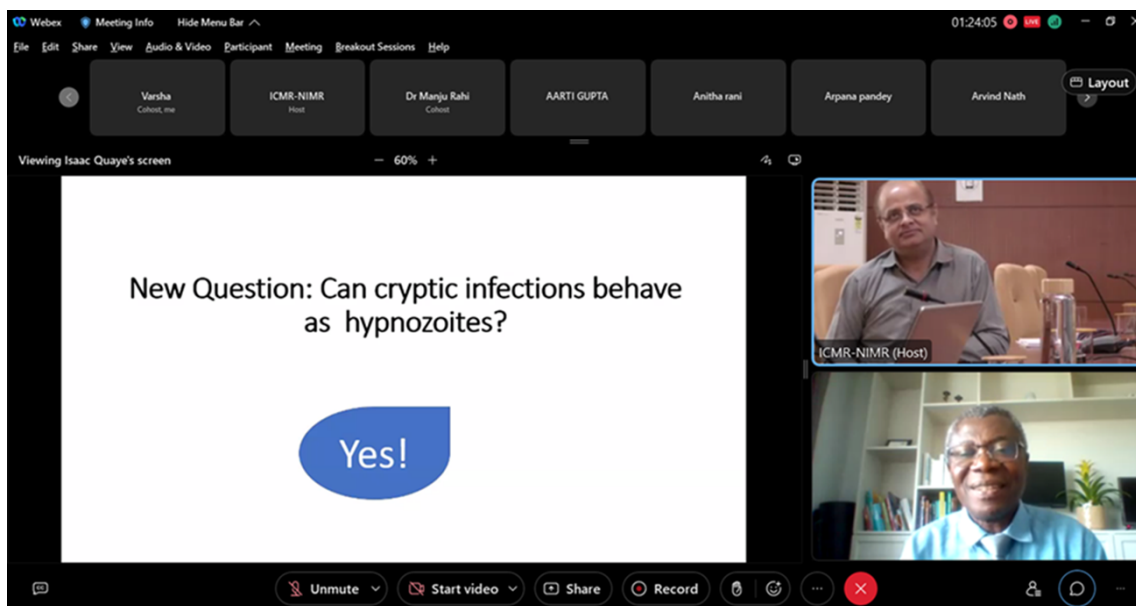 Webex Meeting Info Hide Menu Bar
01:24:05 LIVE
File Edit Share View Audio & Video Participant Meeting Breakout Sessions Help
Layout
Varsha
Cohost, me
ICMR-NIMR
Host
Dr Manju Rahi
Cohost
AARTI GUPTA
Anitha rani
Arpana pandey
Arvind Nath
Viewing Isaac Quaye's screen
60%
New Question: Can cryptic infections behave
as hypnozoites?
Yes!
ICMR-NIMR (Host)
Unmute
Start video
Share
Record